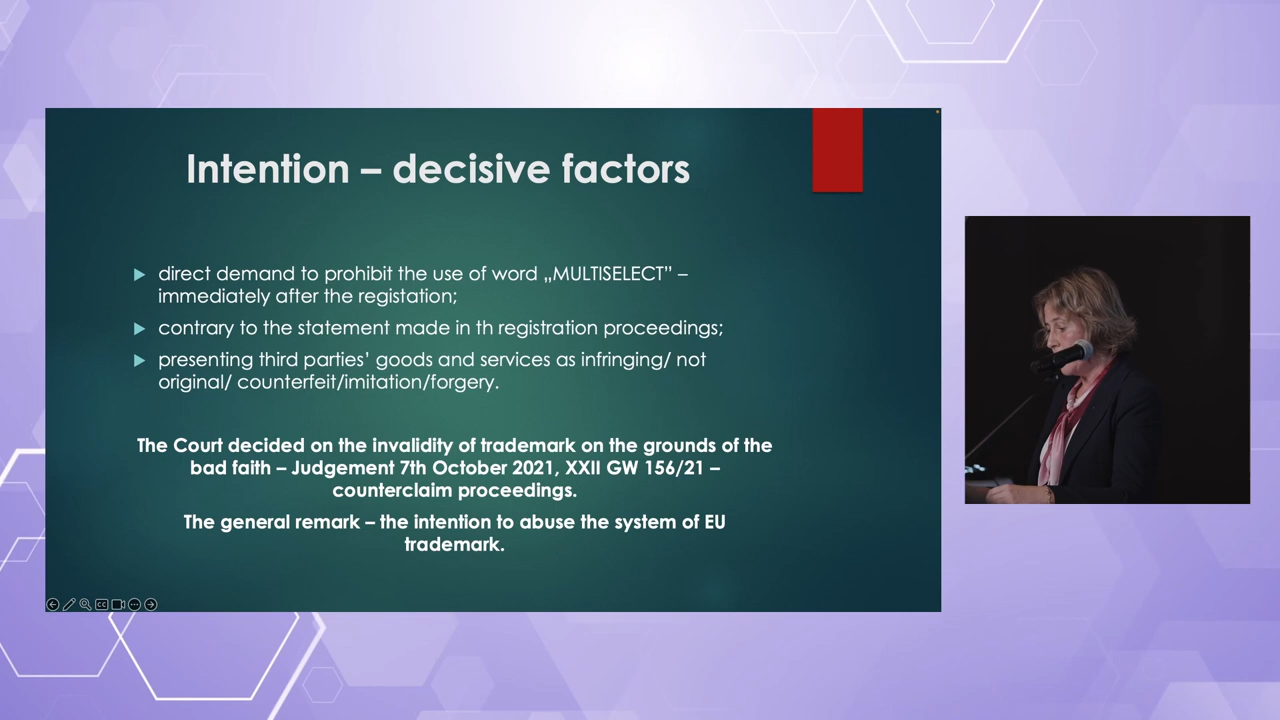 Intention – decisive factors
direct demand to prohibit the use of word „MULTISELECT” –
immediately after the registation;
contrary to the statement made in th registration proceedings;
presenting third parties’ goods and services as infringing/ not
original/ counterfeit/imitation/forgery.
The Court decided on the invalidity of trademark on the grounds of the
bad faith – Judgement 7th October 2021, XXII GW 156/21 –
counterclaim proceedings.
The general remark – the intention to abuse the system of EU
trademark.